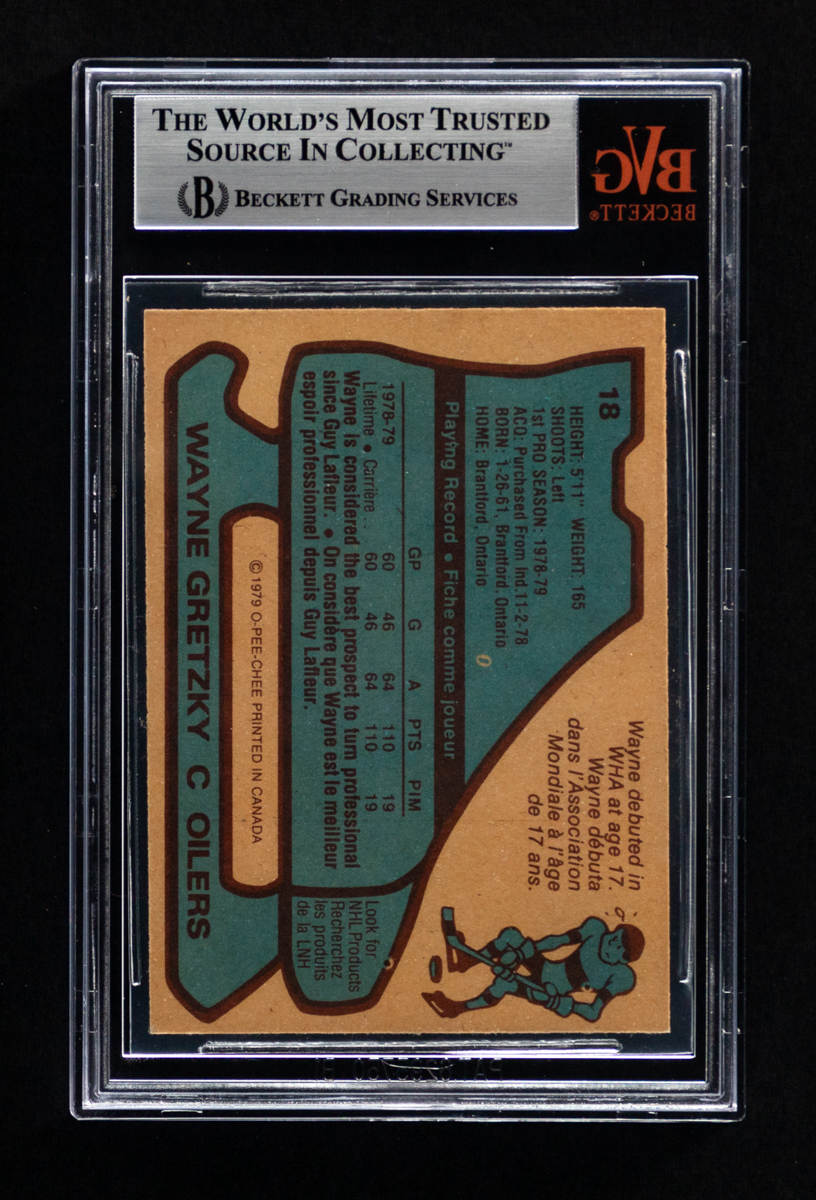 THE WORLD'S MOST TRUSTED
SOURCE IN COLLECTING™
B BECKETT GRADING SERVICES
BVG
BECKETT®
18
HEIGHT: 5'11" WEIGHT: 165
SHOOTS: Left
1st PRO SEASON: 1978-79
ACQ: Purchased From Ind.11-2-78
BORN: 1-26-61, Brantford, Ontario
HOME: Brantford, Ontario
Wayne debuted in
WHA at age 17.
Wayne débuta
dans l'Association
Mondiale à l'âge
de 17 ans.
Playing Record • Fiche comme joueur
GP G A PTS PIM
1978-79 60 46 64 110 19
Lifetime • Carrière .. 60 46 64 110 19
Wayne is considered the best prospect to turn professional
since Guy Lafleur. • On considère que Wayne est le meilleur
espoir professionnel depuis Guy Lafleur.
Look for
NHL Products
Recherchez
les produits
de la LNH
©1979 O-PEE-CHEE PRINTED IN CANADA
WAYNE GRETZKY C OILERS